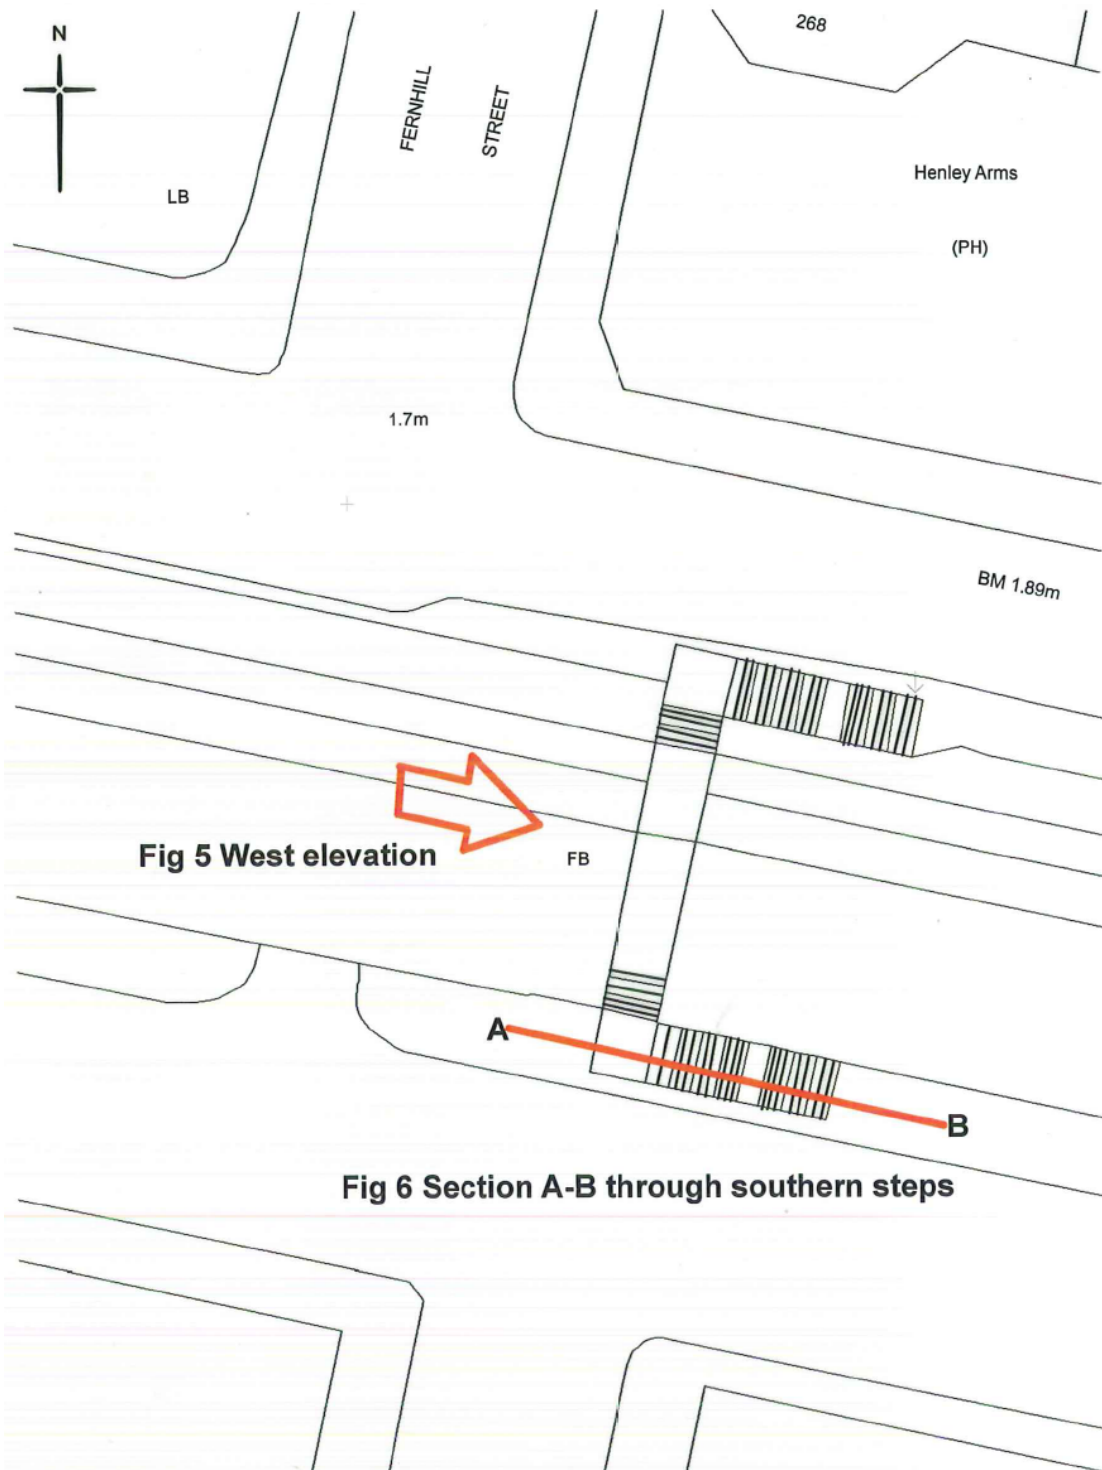 N
268
FERNHILL
STREET
Henley Arms
LB
(PH)
1.7m
BM 1.89m
Fig 5 West elevation
FB
A
B
Fig 6 Section A-B through southern steps